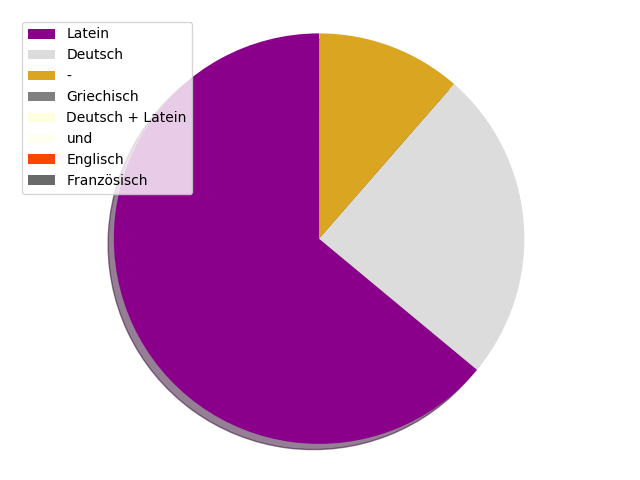 Latein
Deutsch
-
Griechisch
Deutsch + Latein
und
Englisch
Französisch